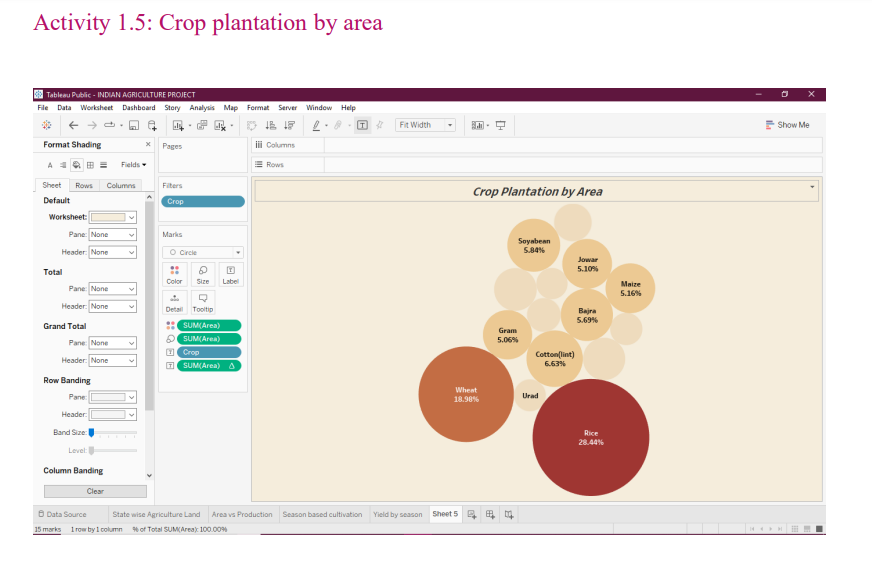 Activity 1.5: Crop plantation by area
Tableau Public - INDIAN AGRICULTURE PROJECT
File Data Worksheet Dashboard Story Analysis Map Format Server Window Help
Fit Width
Show Me
Format Shading
Fields
Sheet Rows Columns
Default
Worksheet:
Pane: None
Header: None
Total
Pane: None
Header: None
Grand Total
Pane: None
Header: None
Row Banding
Pane:
Header:
Band Size:
Level:
Column Banding
Clear
Pages
Filters
Crop
Marks
Circle
Color Size Label
Detail Tooltip
SUM(Area)
SUM(Area)
Crop
SUM(Area)
Columns
Rows
Crop Plantation by Area
Soyabean
5.84%
Jowar
5.10%
Maize
5.16%
Bajra
5.69%
Gram
5.06%
Cotton(lint)
6.63%
Wheat
18.98%
Urad
Rice
28.44%
Data Source State wise Agriculture Land Area vs Production Season based cultivation Yield by season Sheet 5
15 marks 1 row by 1 column % of Total SUM(Area): 100.00%